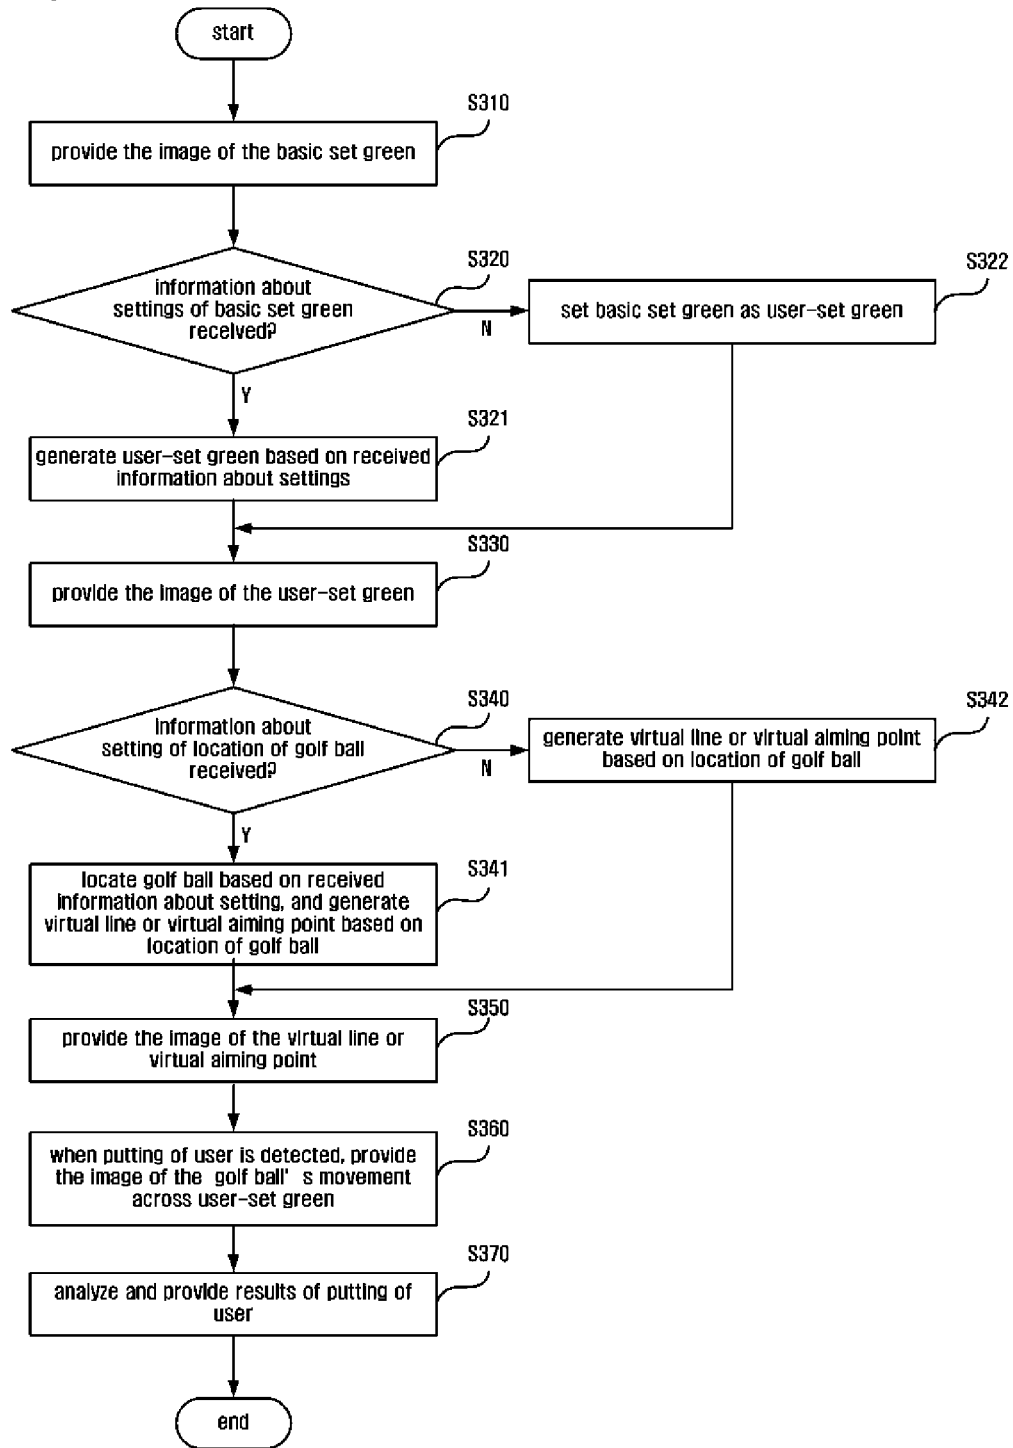 start
S310
provide the image of the basic set green
S320
information about
settings of basic set green
received?
N
S322
set basic set green as user-set green
Y
S321
generate user-set green based on received
information about settings
S330
provide the image of the user-set green
S340
information about
setting of location of golf ball
received?
N
S342
generate virtual line or virtual aiming point
based on location of golf ball
Y
S341
locate golf ball based on received
information about setting, and generate
virtual line or virtual aiming point based on
location of golf ball
S350
provide the image of the virtual line or
virtual aiming point
S360
when putting of user is detected, provide
the image of the golf ball' s movement
across user-set green
S370
analyze and provide results of putting of
user
end